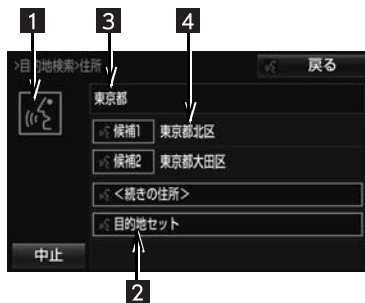 1
3
4
>目的地検索>住所
戻る
東京都
候補1 東京都北区
候補2 東京都大田区
<続きの住所>
目的地セット
中止
2